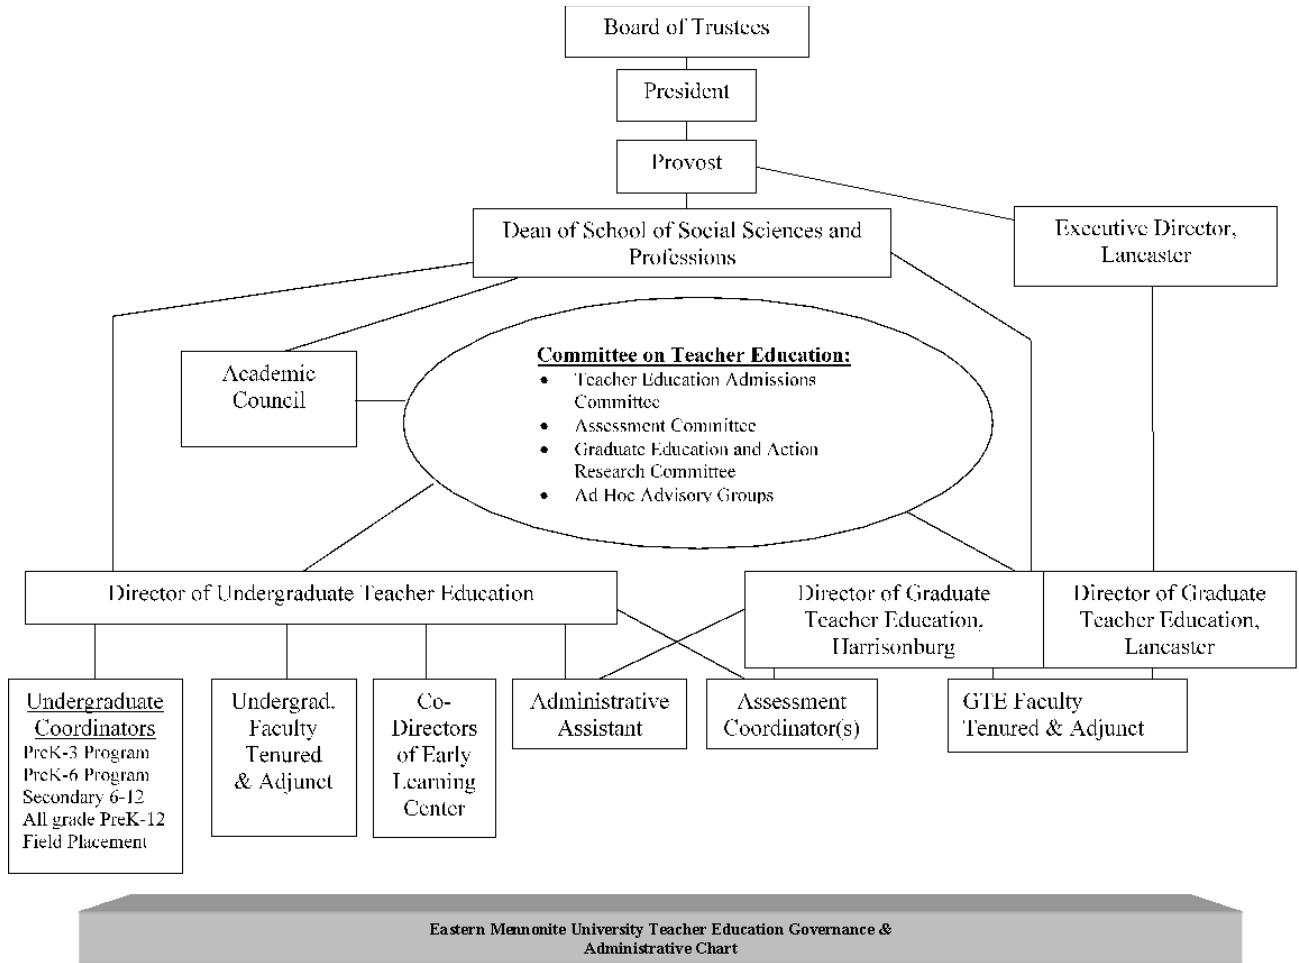 Board of Trustees
President
Provost
Dean of School of Social Sciences and
Professions
Executive Director,
Lancaster
Academic
Council
Committee on Teacher Education:
• Teacher Education Admissions
Committee
• Assessment Committee
• Graduate Education and Action
Research Committee
• Ad Hoc Advisory Groups
Director of Undergraduate Teacher Education
Director of Graduate
Teacher Education,
Harrisonburg
Director of Graduate
Teacher Education,
Lancaster
Undergraduate
Coordinators
PreK-3 Program
PreK-6 Program
Secondary 6-12
All grade PreK-12
Field Placement
Undergrad.
Faculty
Tenured
& Adjunct
Co-
Directors
of Early
Learning
Center
Administrative
Assistant
Assessment
Coordinator(s)
GTE Faculty
Tenured & Adjunct
Eastern Mennonite University Teacher Education Governance &
Administrative Chart